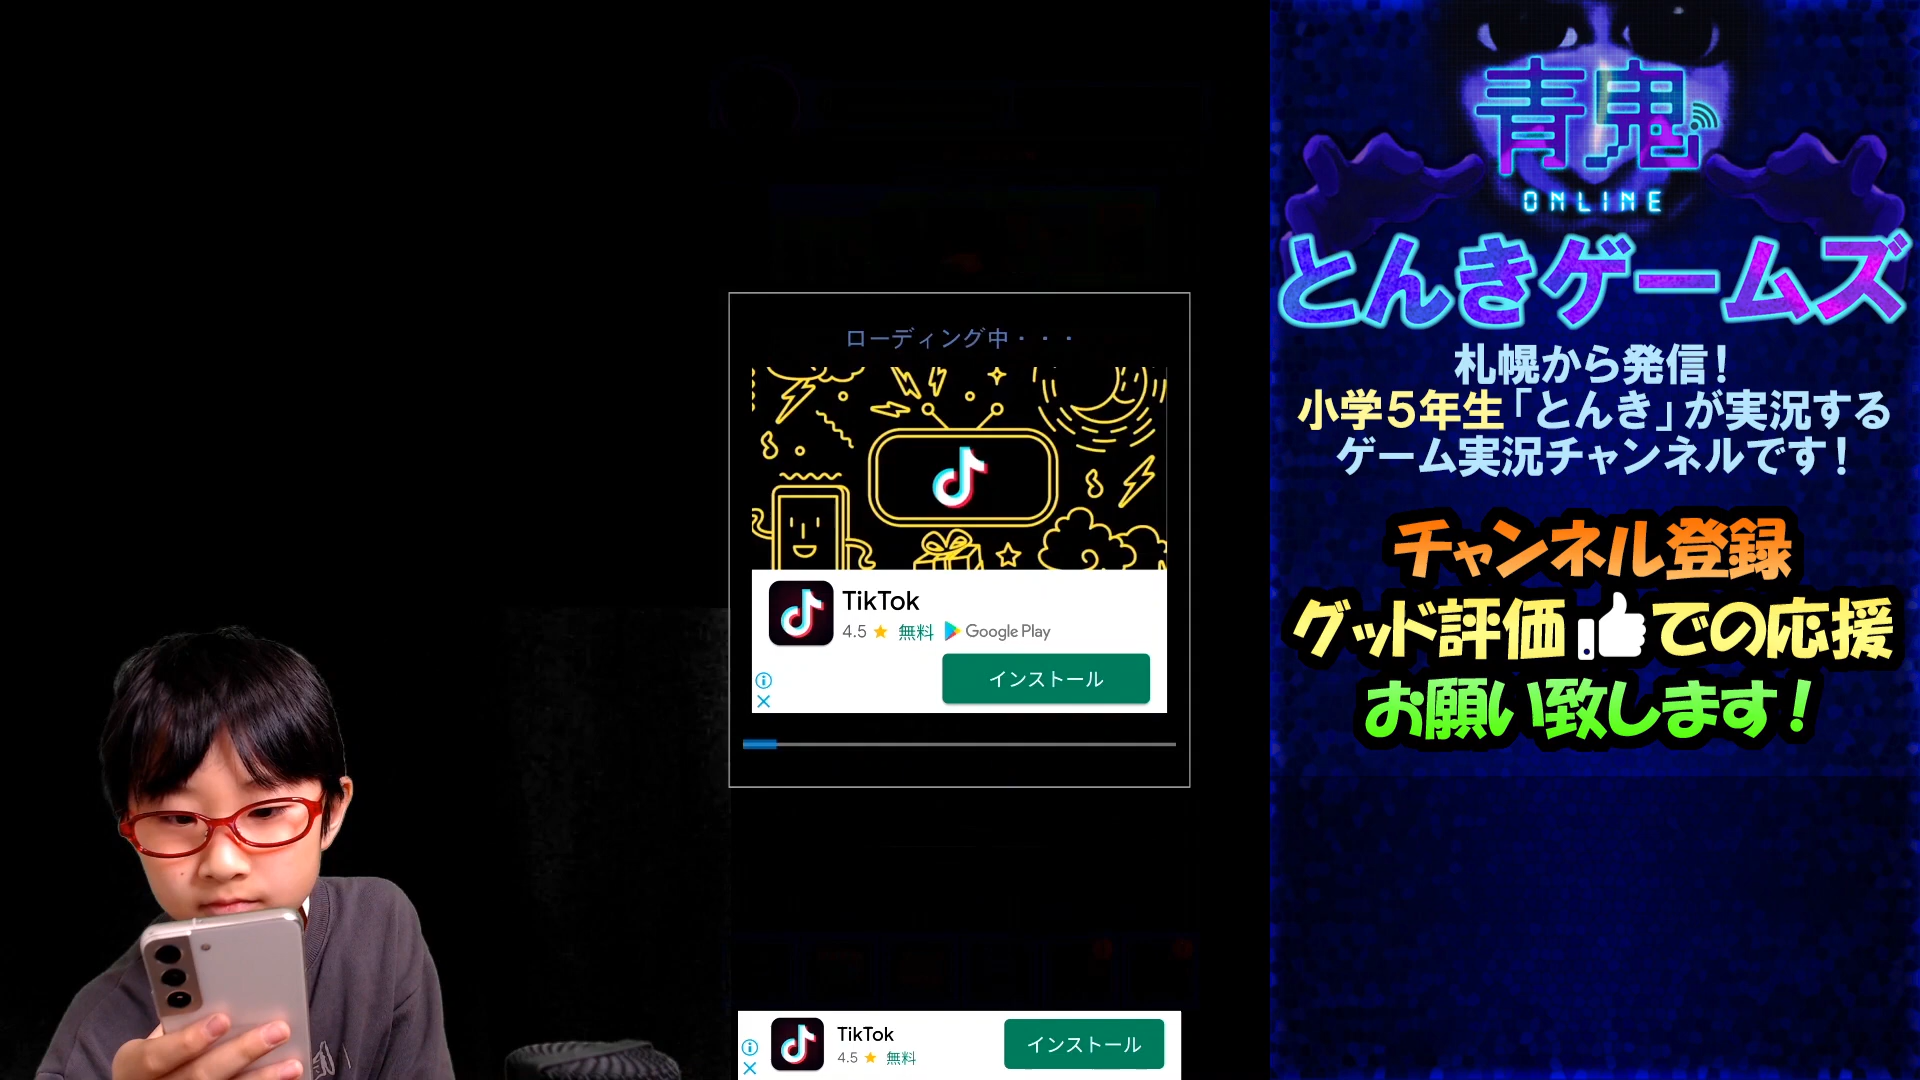 ローディング中・・・
TikTok
4.5 ★ 無料 Google Play
インストール
TikTok
4.5 ★ 無料
インストール
青鬼
ONLINE
とんきゲームズ
札幌から発信！
小学５年生「とんき」が実況する
ゲーム実況チャンネルです！
チャンネル登録
グッド評価👍での応援
お願い致します！